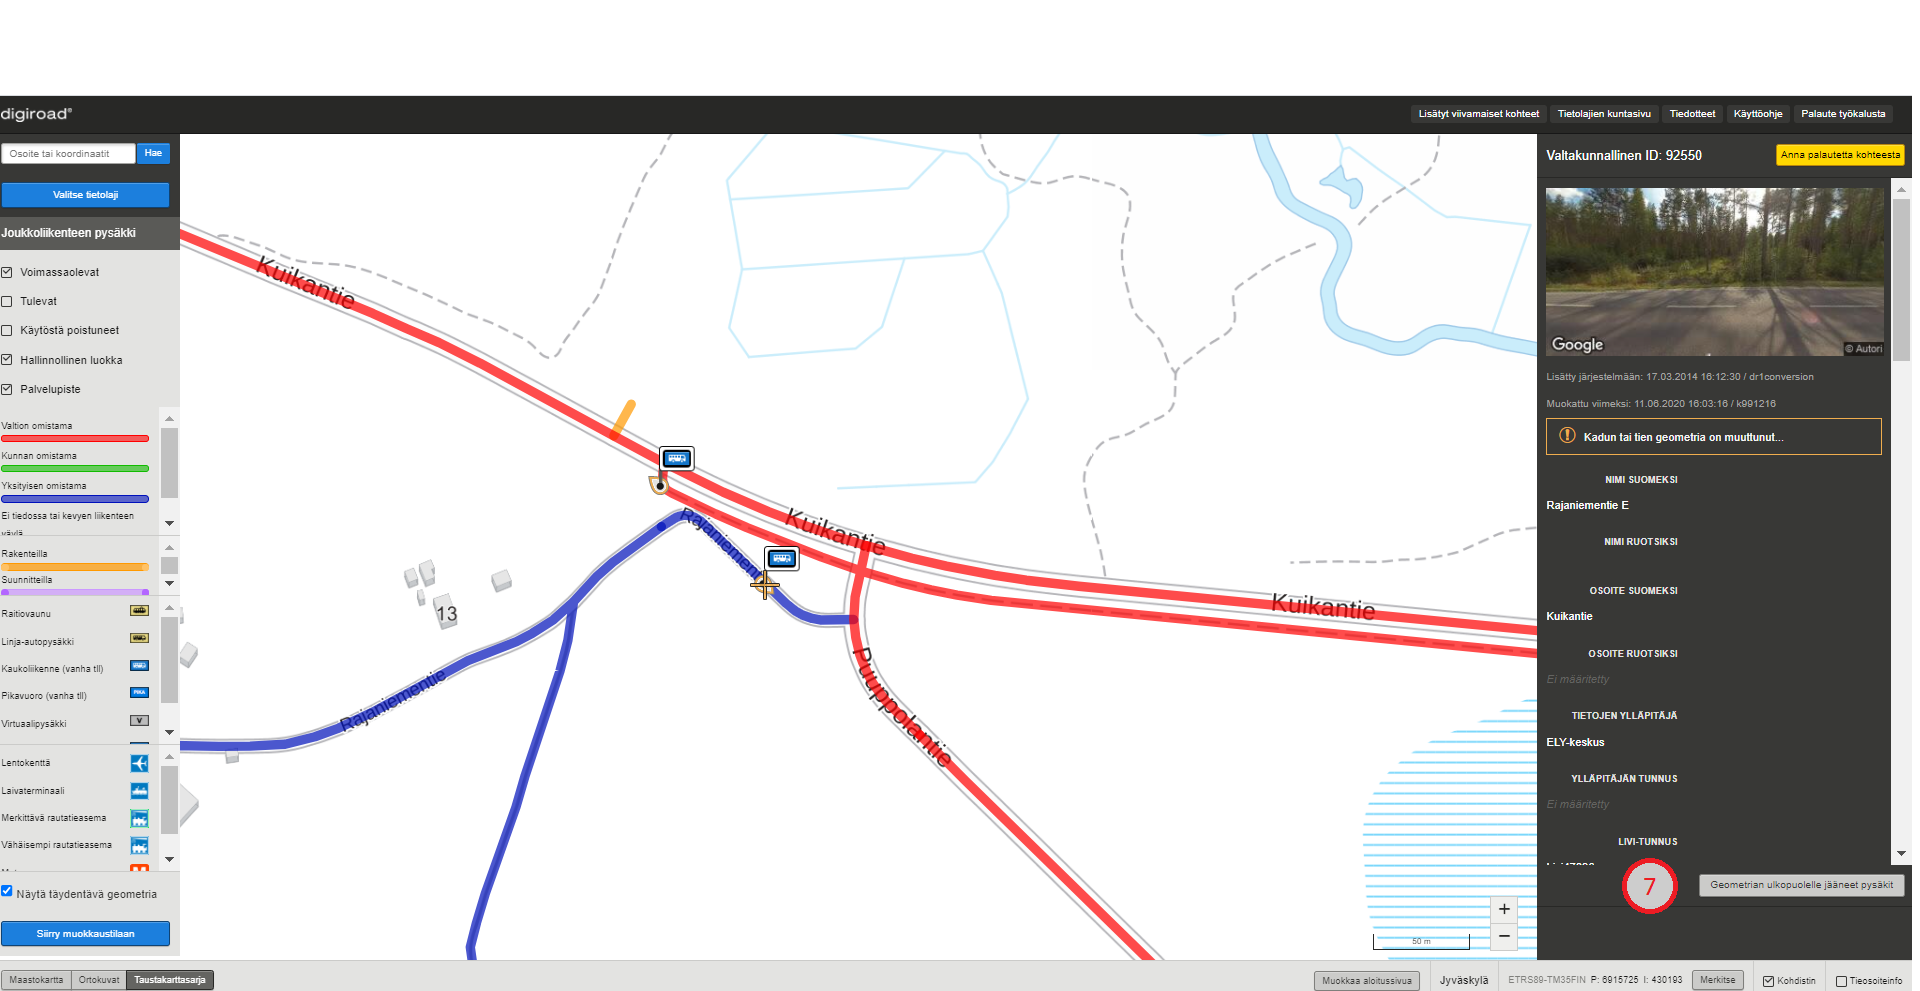 digiroad®
Lisätyt viivamaiset kohteet
Tietolajien kuntasivu
Tiedotteet
Käyttöohje
Palaute työkalusta
Osoite tai koordinaatit
Hae
Valitse tietolaji
Joukkoliikenteen pysäkki
Voimassaolevat
Tulevat
Käytöstä poistuneet
Hallinnollinen luokka
Palvelupiste
Valtion omistama
Kunnan omistama
Yksityisen omistama
Ei tiedossa tai kevyen liikenteen
väylä
Rakenteilla
Suunnitteilla
Raitiovaunu
Linja-autopysäkki
Kaukoliikenne (vanha tll)
Pikavuoro (vanha tll)
PIKA
Virtuaalipysäkki
V
Lentokenttä
Laivaterminaali
Merkittävä rautatieasema
Vähäisempi rautatieasema
Näytä täydentävä geometria
Siirry muokkaustilaan
Kuikantie
Kuikantie
Kuikantie
Rajaniementie
Rajaniementie
Puuppolantie
13
50 m
+
−
Valtakunnallinen ID: 92550
Anna palautetta kohteesta
Google
© Autori
Lisätty järjestelmään: 17.03.2014 16:12:30 / dr1conversion
Muokattu viimeksi: 11.06.2020 16:03:16 / k991216
Kadun tai tien geometria on muuttunut...
NIMI SUOMEKSI
Rajaniementie E
NIMI RUOTSIKSI
OSOITE SUOMEKSI
Kuikantie
OSOITE RUOTSIKSI
Ei määritetty
TIETOJEN YLLÄPITÄJÄ
ELY-keskus
YLLÄPITÄJÄN TUNNUS
Ei määritetty
LIVI-TUNNUS
7
Geometrian ulkopuolelle jääneet pysäkit
Maastokartta
Ortokuvat
Taustakarttasarja
Muokkaa aloitussivua
Jyväskylä
ETRS89-TM35FIN P: 6915725 I: 430193
Merkitse
Kohdistin
Tieosoiteinfo